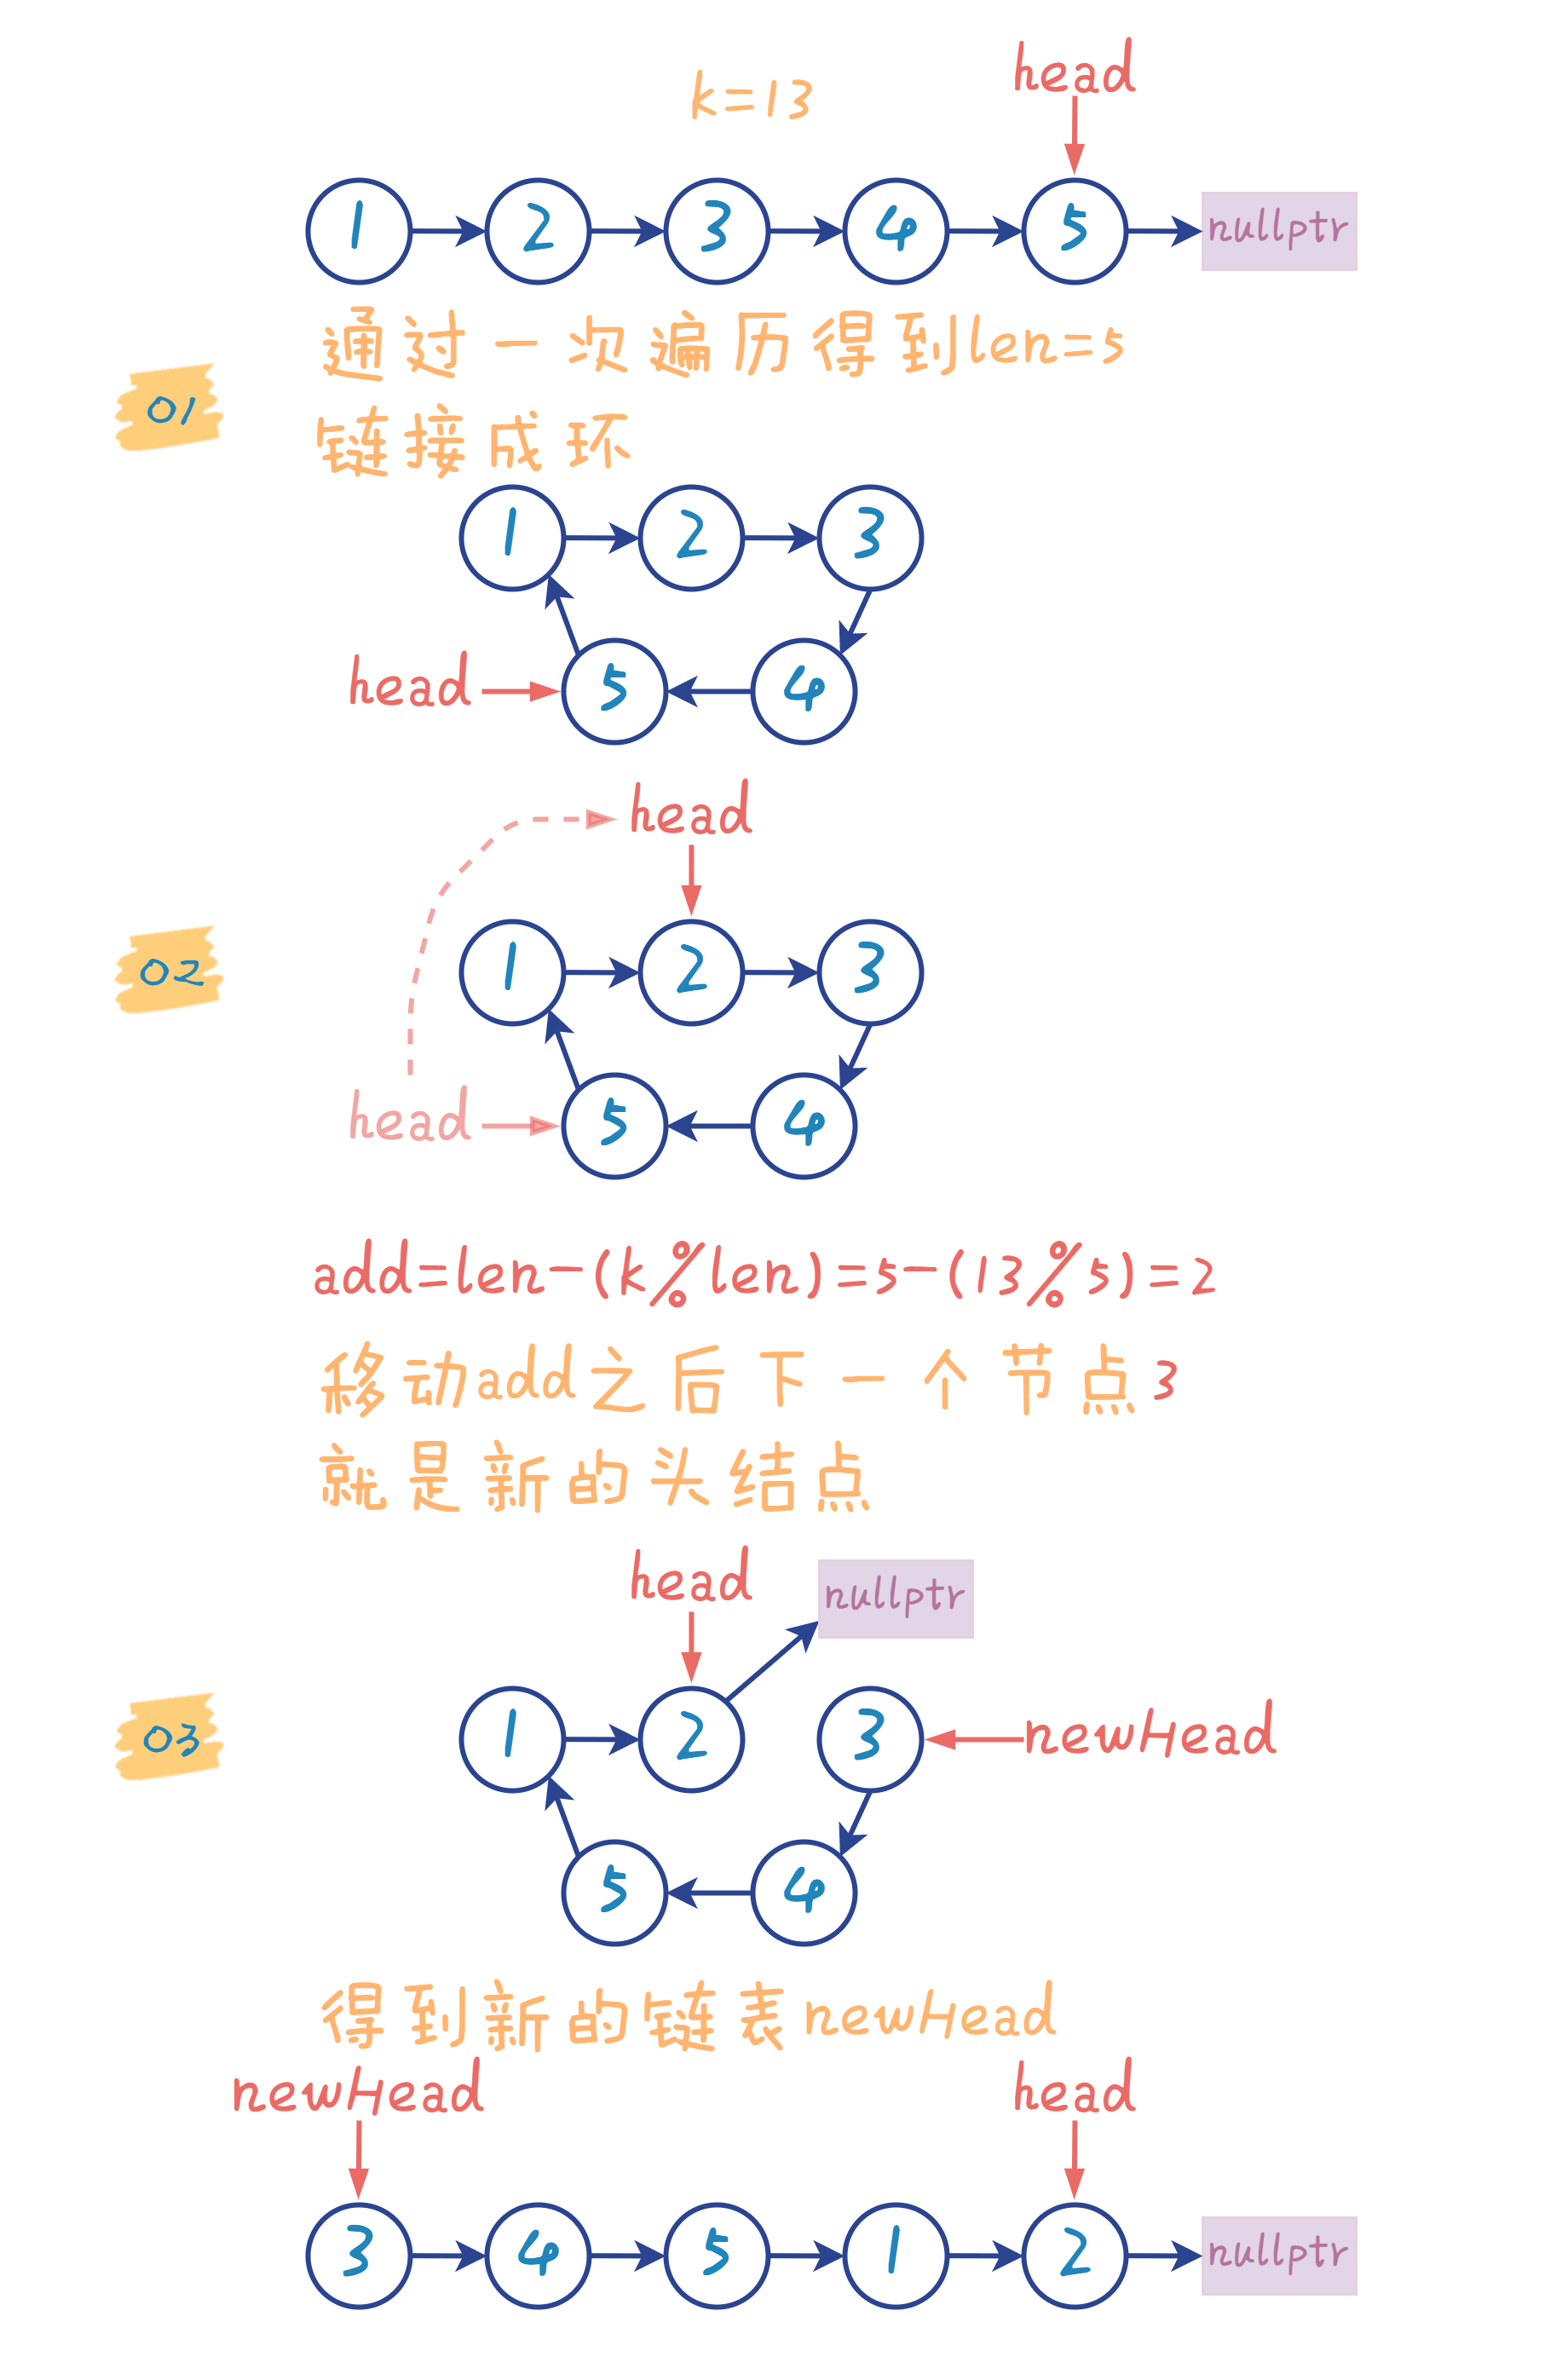 k=13
head
1 2 3 4 5 nullptr
通过一次遍历得到len=5
01
链接成环
1 2 3
head 5 4
head
1 2 3
02
head 5 4
add=len-(k%len)=5-(13%5)=2
移动add之后下一个节点3
就是新的头结点
head
nullptr
03
1 2 3 newHead
5 4
得到新的链表newHead
newHead head
3 4 5 1 2 nullptr